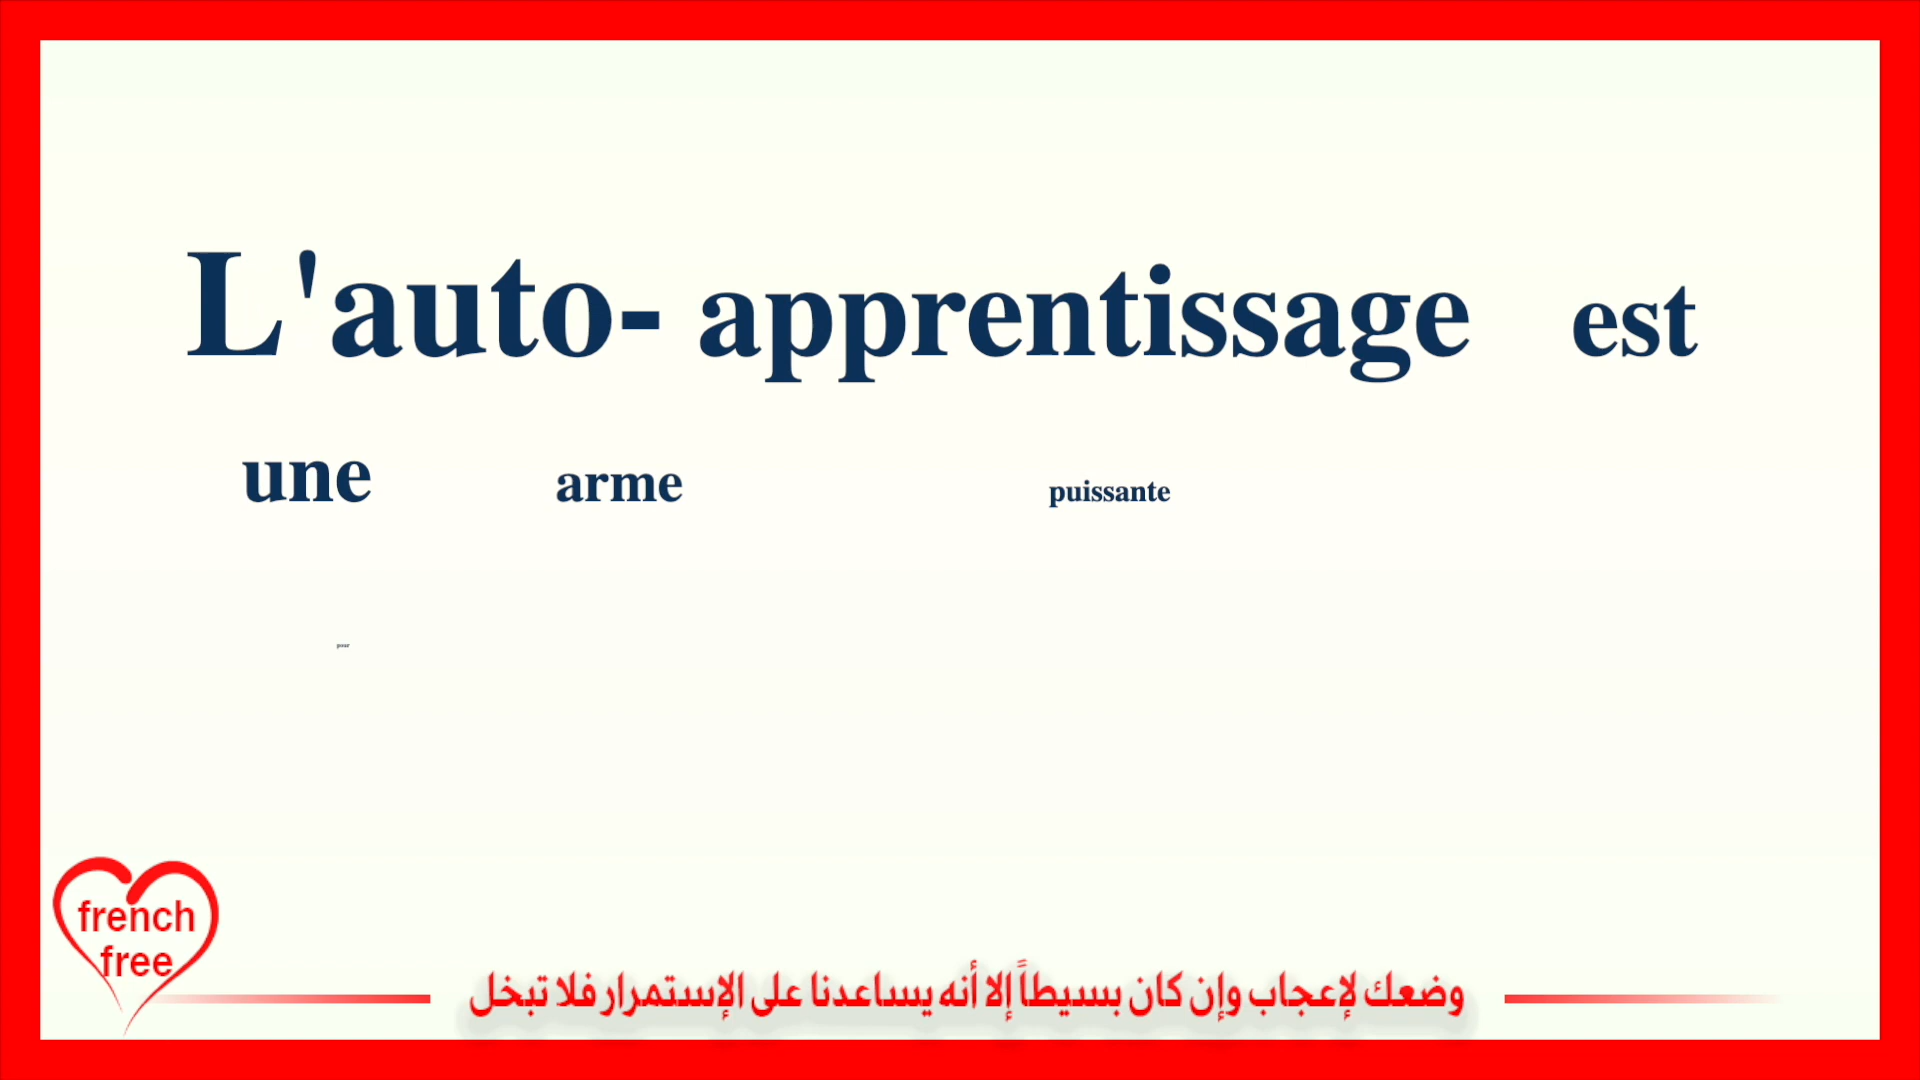 L'auto- apprentissage est
une arme puissante
pour
french
free
وضعك لإعجاب وإن كان بسيطاً إلا أنه يساعدنا على الإستمرار فلا تبخل